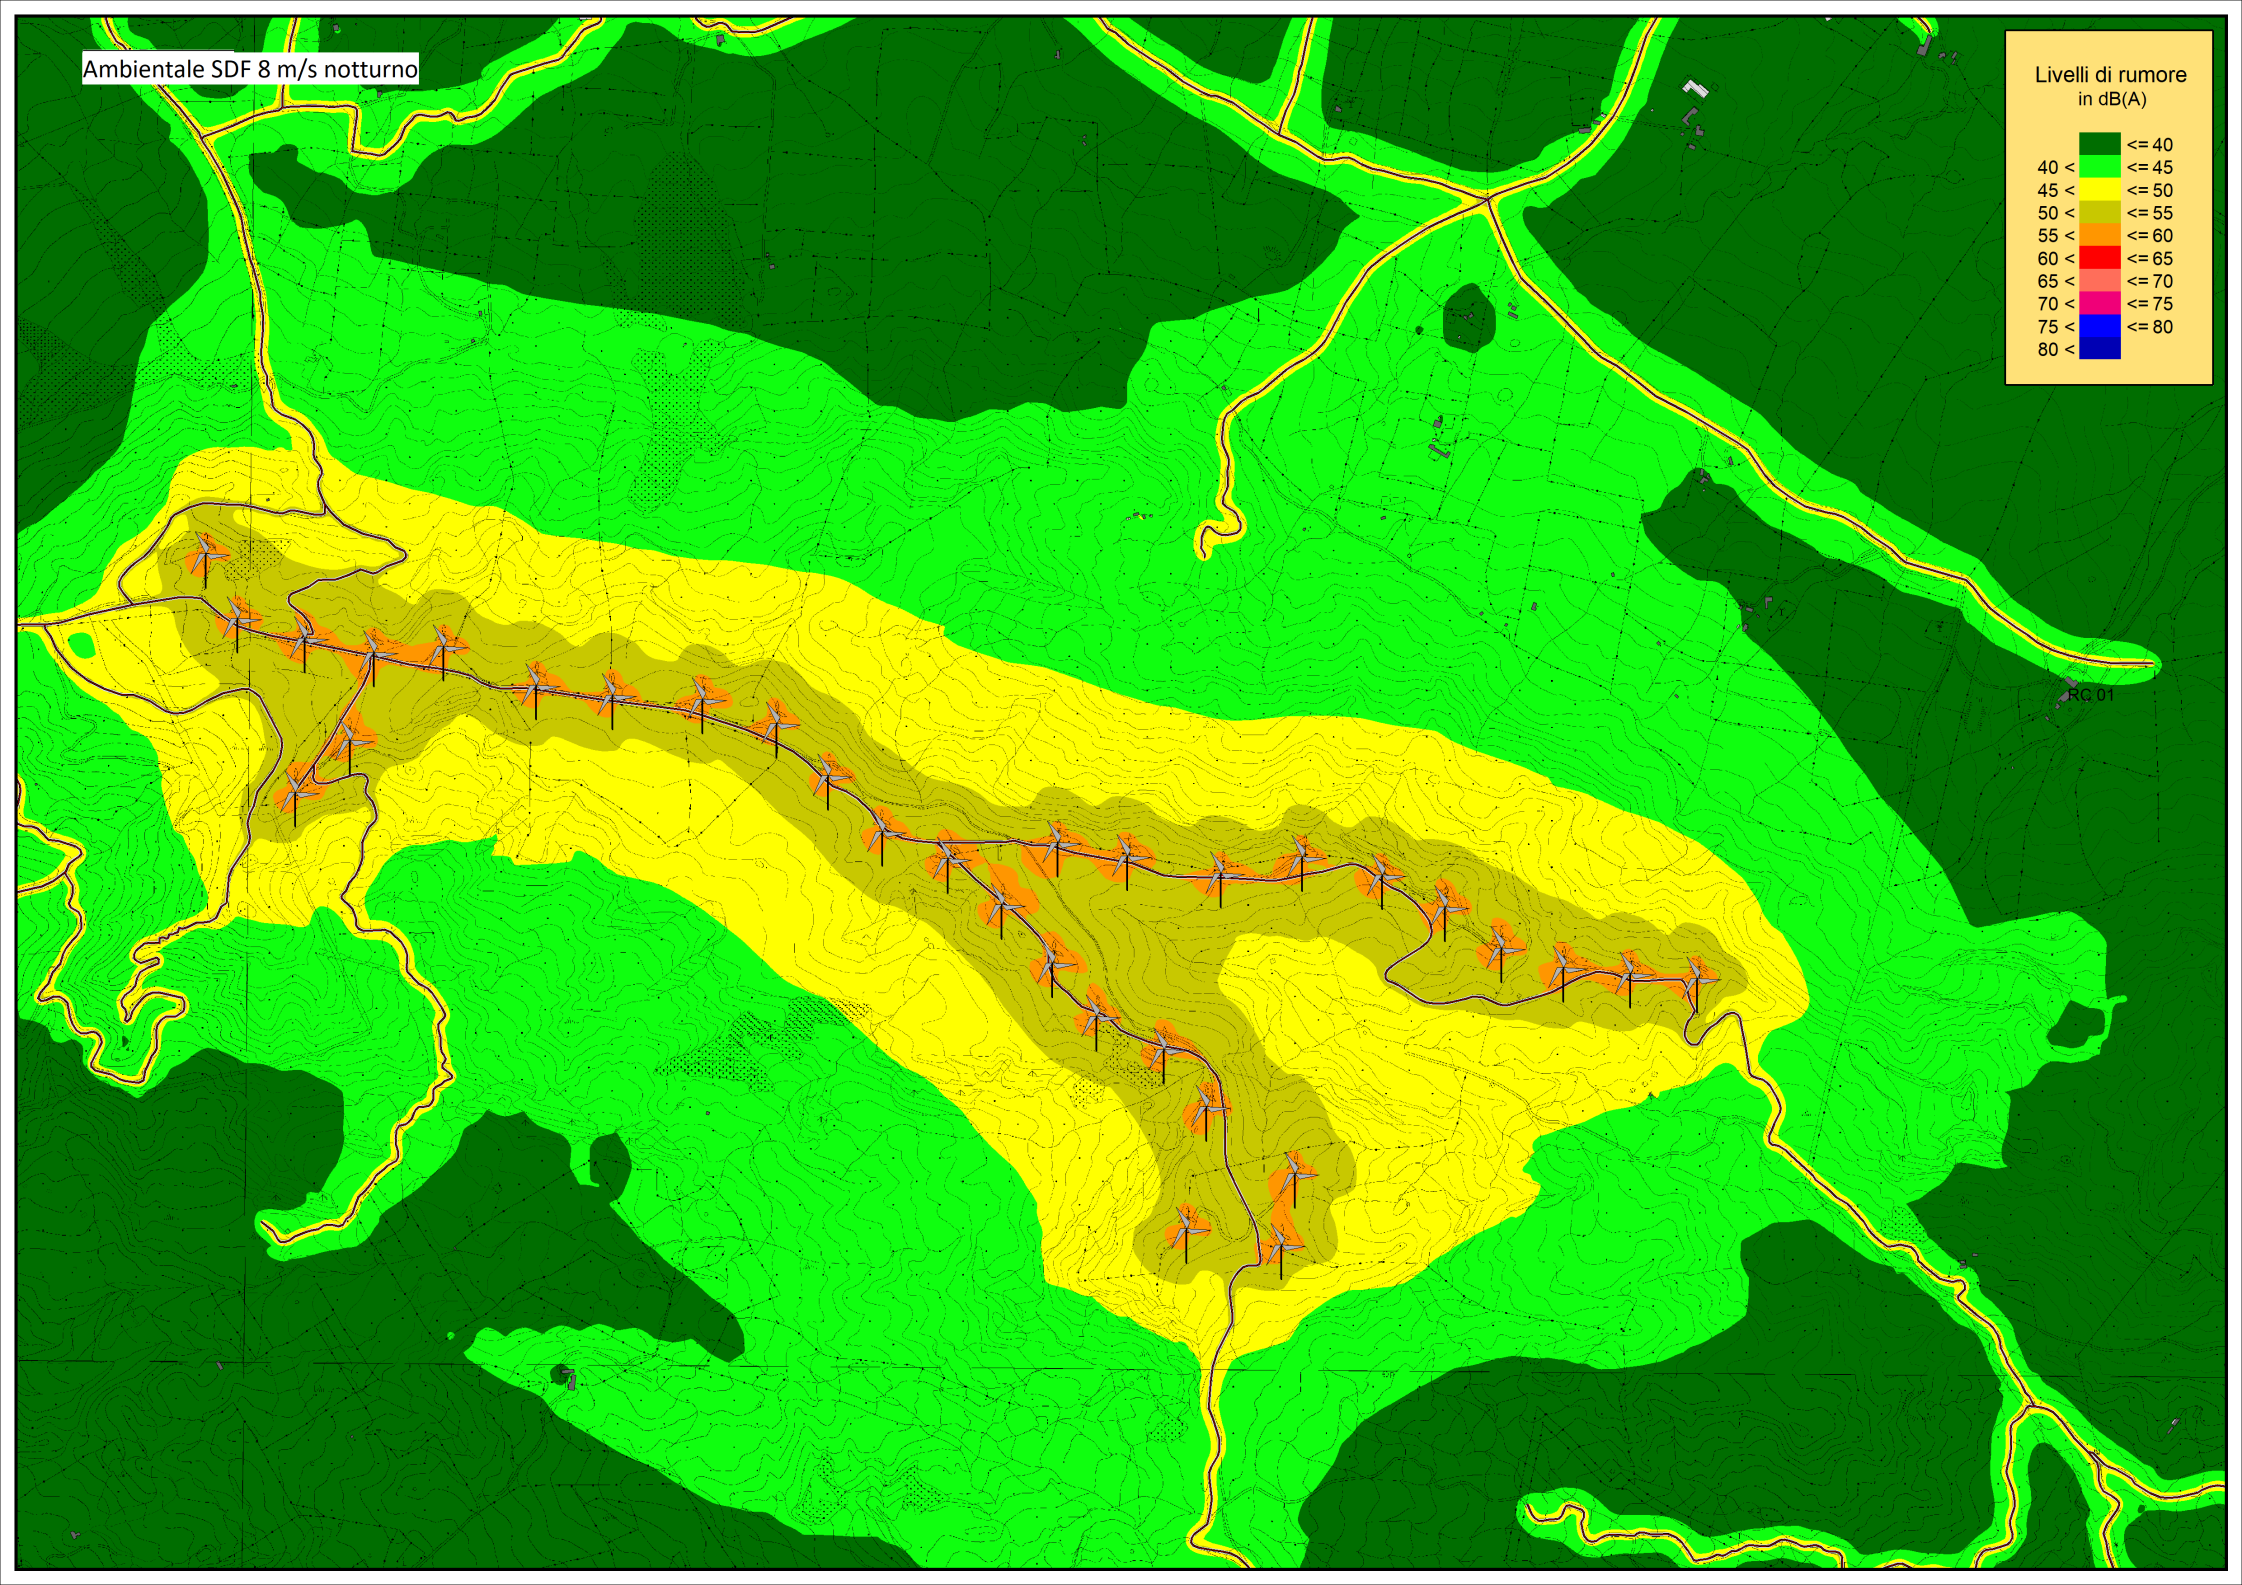 Ambientale SDF 8 m/s notturno
Livelli di rumore
in dB(A)
<= 40
40 < <= 45
45 < <= 50
50 < <= 55
55 < <= 60
60 < <= 65
65 < <= 70
70 < <= 75
75 < <= 80
80 <
RC 01